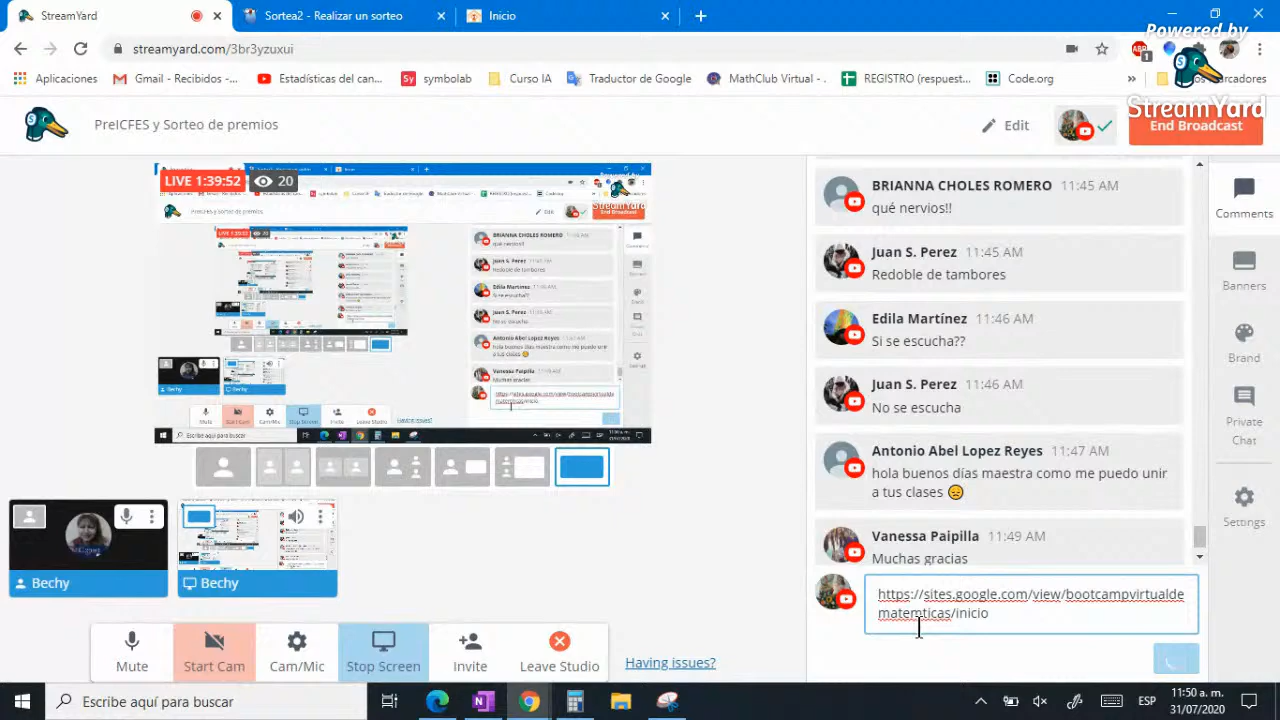 StreamYard
Sortea2 - Realizar un sorteo
Inicio
Powered by
streamyard.com/3br3yzuxui
Aplicaciones
Gmail - Recibidos -...
Estadísticas del can...
symbolab
Curso IA
Traductor de Google
MathClub Virtual -...
REGISTRO (respuest...
Code.org
»
StreamYard
PreICFES y Sorteo de premios
Edit
End Broadcast
LIVE 1:39:52
20
BRIANNA CHOLES ROMERO 11:45 AM
qué nervios!!
Juan S. Perez 11:45 AM
Redoble de tambores
Edila Martínez 11:46 AM
Si se escucha??
Juan S. Perez 11:46 AM
No se escucha
Antonio Abel Lopez Reyes 11:47 AM
hola buenos días maestra como me puedo unir
a tus clases
Vanessa Paipilla 11:49 AM
Muchas gracias
https://sites.google.com/view/bootcampvirtualde
matemticas/inicio
Comments
Banners
Brand
Private
Chat
Settings
Bechy
Bechy
Mute
Start Cam
Cam/Mic
Stop Screen
Invite
Leave Studio
Having issues?
Escribe aquí para buscar
ESP
11:50 a. m.
31/07/2020